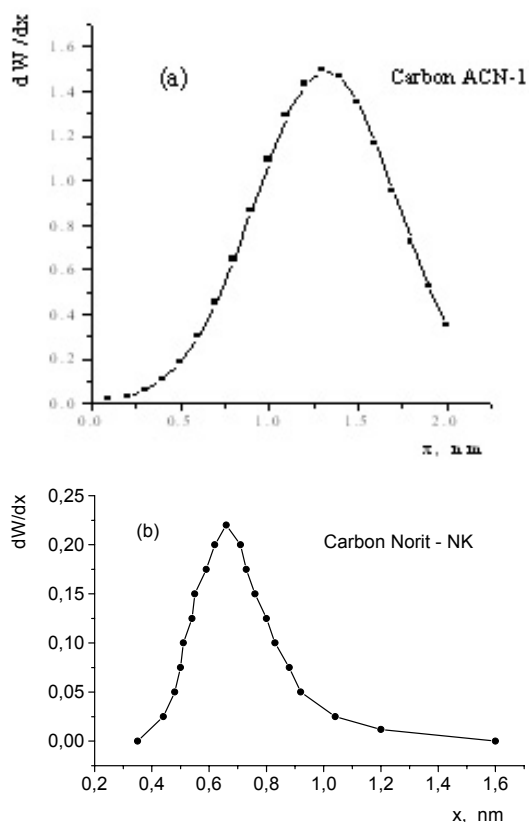 dW/dx
1.6
(a)
Carbon ACN-1
1.4
1.2
1.0
0.8
0.6
0.4
0.2
0.0
0.0 0.5 1.0 1.5 2.0
x, nm
dW/dx
0,25
(b)
Carbon Norit - NK
0,20
0,15
0,10
0,05
0,00
0,2 0,4 0,6 0,8 1,0 1,2 1,4 1,6
x, nm